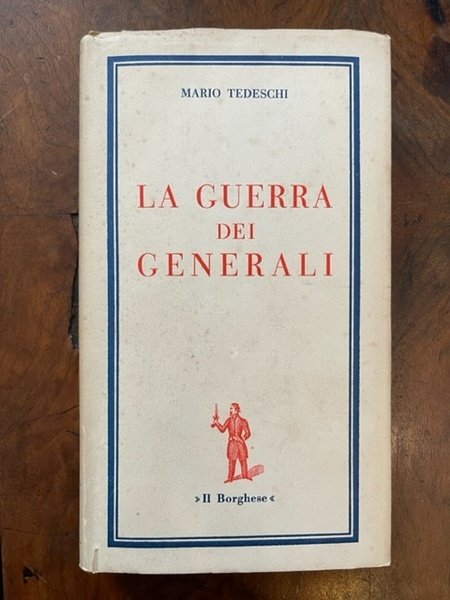 MARIO TEDESCHI
LA GUERRA
DEI
GENERALI
»Il Borghese«